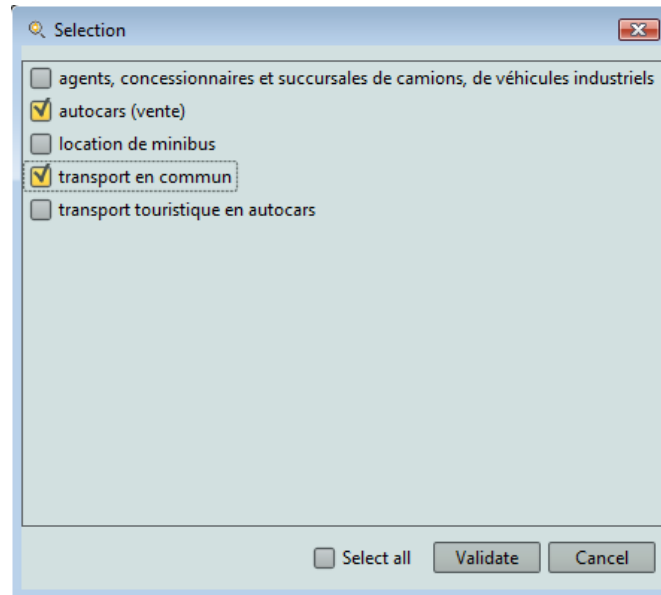 Selection
agents, concessionnaires et succursales de camions, de véhicules industriels
autocars (vente)
location de minibus
transport en commun
transport touristique en autocars
Select all Validate Cancel